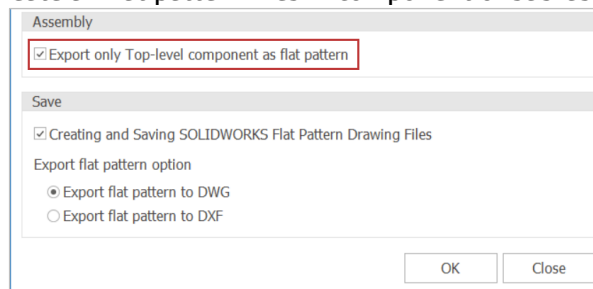 Assembly
Export only Top-level component as flat pattern
Save
Creating and Saving SOLIDWORKS Flat Pattern Drawing Files
Export flat pattern option
Export flat pattern to DWG
Export flat pattern to DXF
OK Close